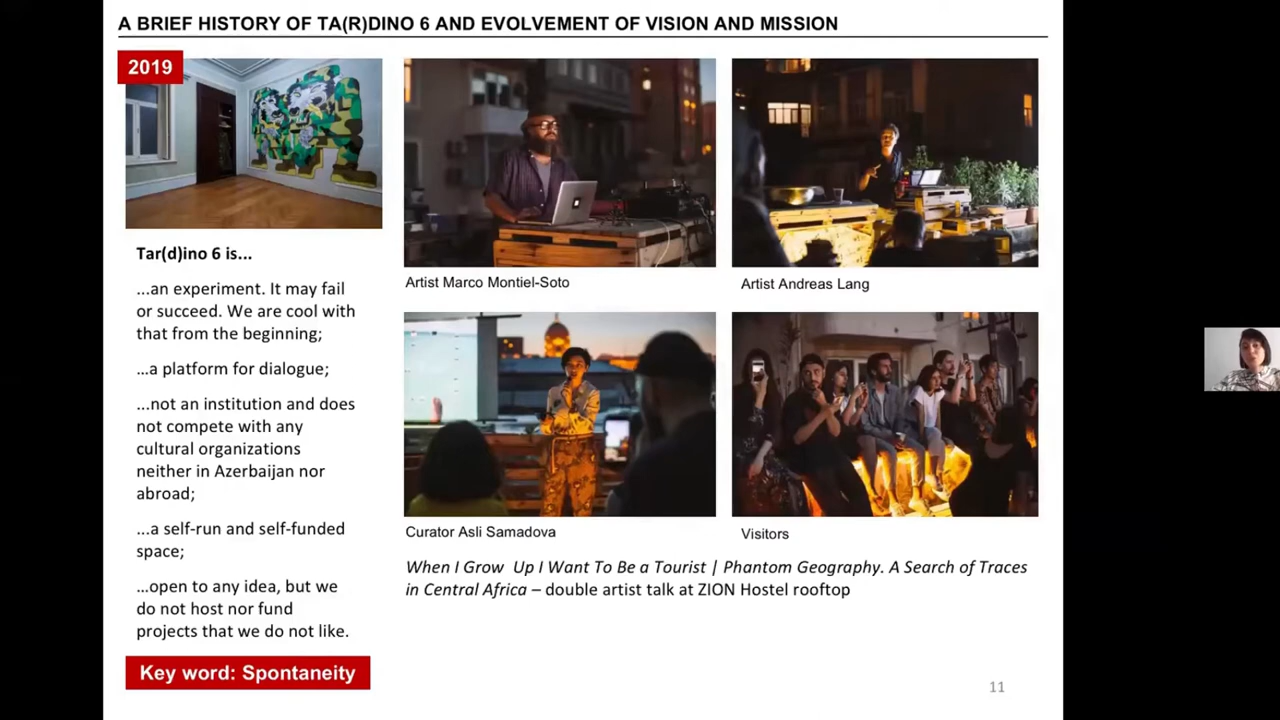 A BRIEF HISTORY OF TA(R)DINO 6 AND EVOLVEMENT OF VISION AND MISSION
2019
Tar(d)ino 6 is...
...an experiment. It may fail
or succeed. We are cool with
that from the beginning;
...a platform for dialogue;
...not an institution and does
not compete with any
cultural organizations
neither in Azerbaijan nor
abroad;
...a self-run and self-funded
space;
...open to any idea, but we
do not host nor fund
projects that we do not like.
Key word: Spontaneity
Artist Marco Montiel-Soto
Artist Andreas Lang
Curator Asli Samadova
Visitors
When I Grow Up I Want To Be a Tourist | Phantom Geography. A Search of Traces
in Central Africa – double artist talk at ZION Hostel rooftop
11